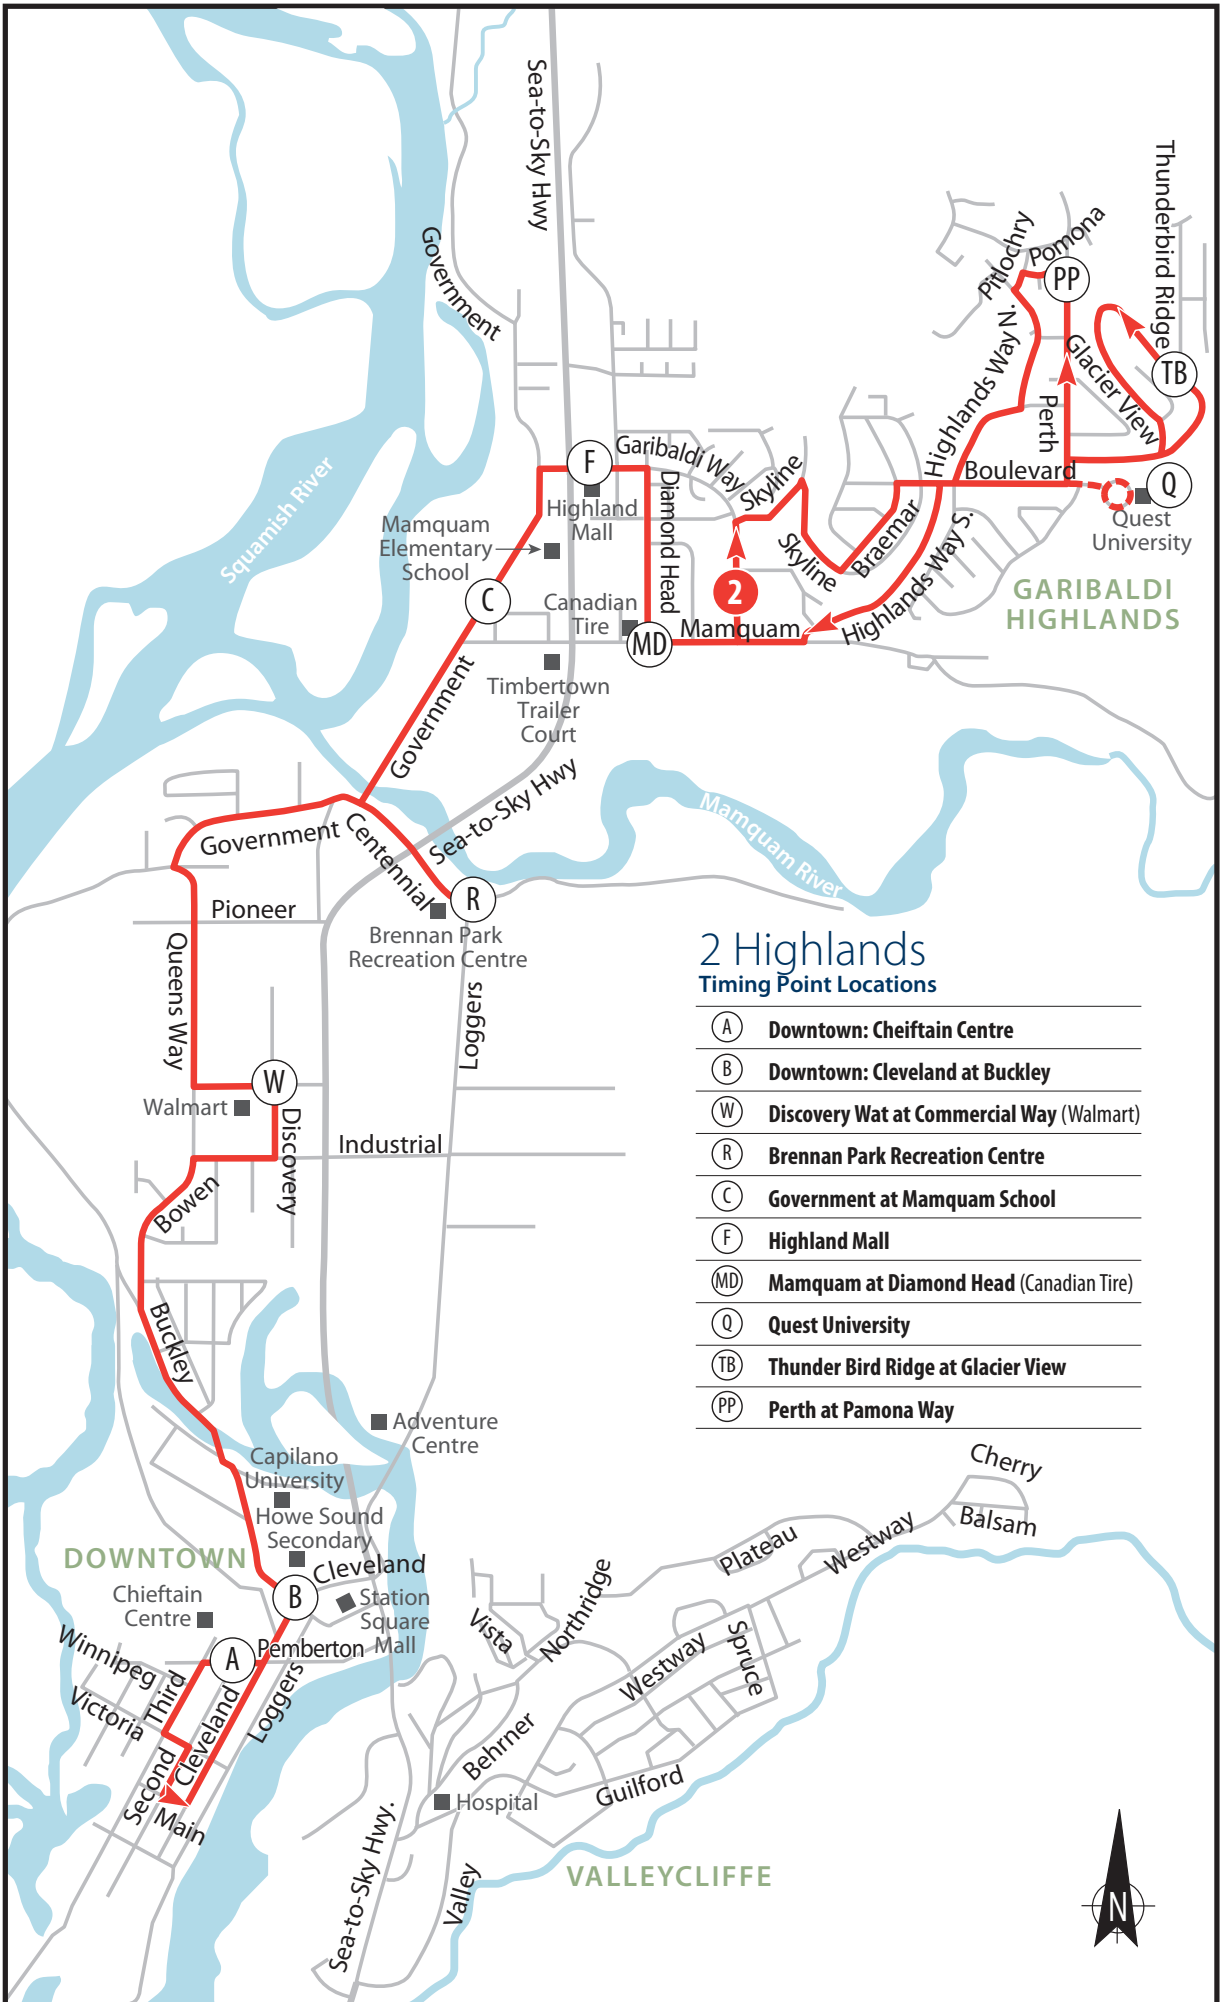 Sea-to-Sky Hwy
Government
Thunderbird Ridge
Pitlochry
Pomona
PP
Highlands Way N.
Glacier View
TB
Perth
Garibaldi Way
F
Skyline
Boulevard
Q
Highland
Mall
Diamond Head
Mamquam
Elementary
School
Squamish River
Skyline
Braemar
Highlands Way S.
Quest
University
GARIBALDI
HIGHLANDS
C
2
Canadian
Tire
MD
Mamquam
Timbertown
Trailer
Court
Government
Sea-to-Sky Hwy
Mamquam River
Government
Centennial
R
Pioneer
Brennan Park
Recreation Centre
Queens Way
Loggers
W
Walmart
Discovery
Industrial
Bowen
2 Highlands
Timing Point Locations
A Downtown: Cheiftain Centre
B Downtown: Cleveland at Buckley
W Discovery Wat at Commercial Way (Walmart)
R Brennan Park Recreation Centre
C Government at Mamquam School
F Highland Mall
MD Mamquam at Diamond Head (Canadian Tire)
Q Quest University
TB Thunder Bird Ridge at Glacier View
PP Perth at Pamona Way
Buckley
Adventure
Centre
Capilano
University
Howe Sound
Secondary
DOWNTOWN
Cleveland
B
Chieftain
Centre
Station
Square
Mall
Winnipeg
A
Pemberton
Victoria
Third
Cleveland
Loggers
Second
Main
Cherry
Balsam
Plateau
Westway
Northridge
Vista
Westway
Spruce
Behrner
Guilford
Hospital
Sea-to-Sky Hwy.
Valley
VALLEYCLIFFE
N